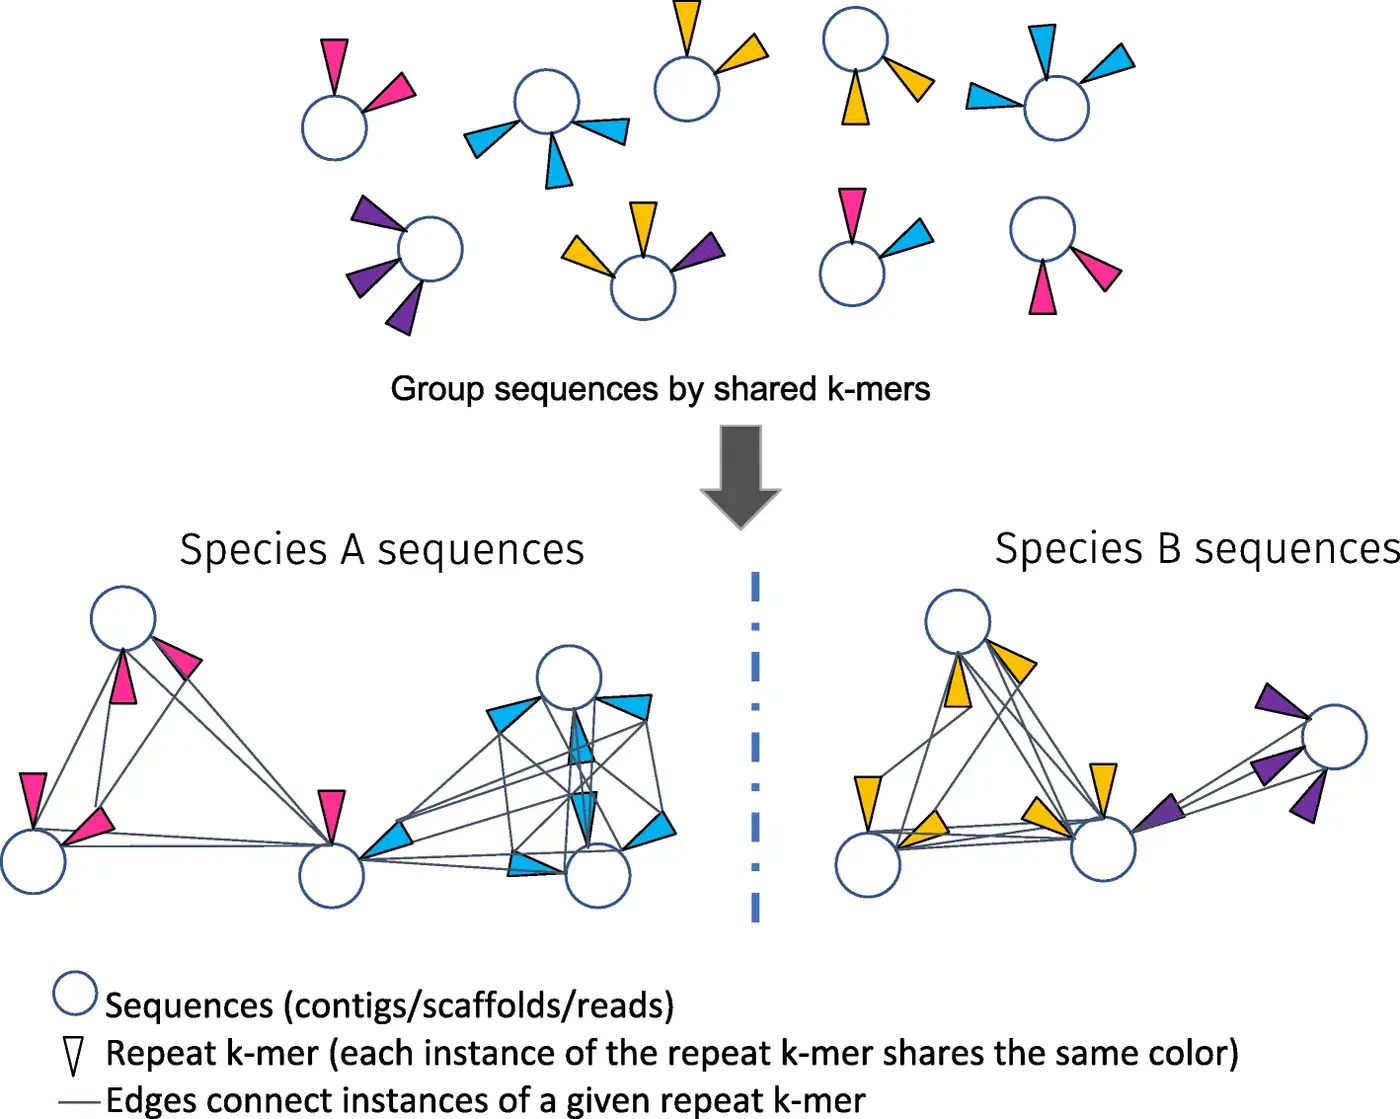 Group sequences by shared k-mers
Species A sequences
Species B sequences
Sequences (contigs/scaffolds/reads)
Repeat k-mer (each instance of the repeat k-mer shares the same color)
Edges connect instances of a given repeat k-mer